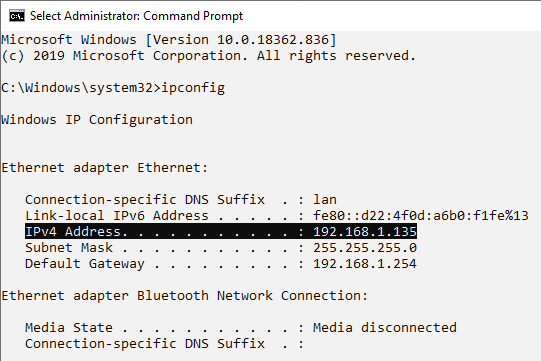 Select Administrator: Command Prompt
Microsoft Windows [Version 10.0.18362.836]
(c) 2019 Microsoft Corporation. All rights reserved.
C:\Windows\system32>ipconfig
Windows IP Configuration
Ethernet adapter Ethernet:
Connection-specific DNS Suffix  . : lan
Link-local IPv6 Address . . . . . : fe80::d22:4f0d:a6b0:f1fe%13
IPv4 Address. . . . . . . . . . . : 192.168.1.135
Subnet Mask . . . . . . . . . . . : 255.255.255.0
Default Gateway . . . . . . . . . : 192.168.1.254
Ethernet adapter Bluetooth Network Connection:
Media State . . . . . . . . . . . : Media disconnected
Connection-specific DNS Suffix  . :